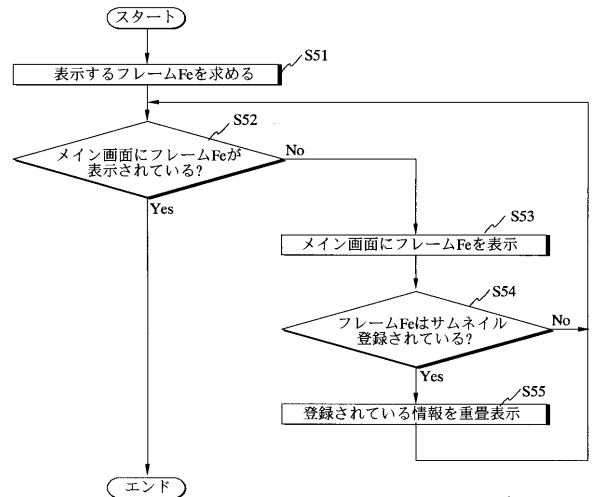 スタート
S51
表示するフレームFeを求める
S52
メイン画面にフレームFeが
表示されている?
No
Yes
S53
メイン画面にフレームFeを表示
S54
フレームFeはサムネイル
登録されている?
No
Yes
S55
登録されている情報を重畳表示
エンド